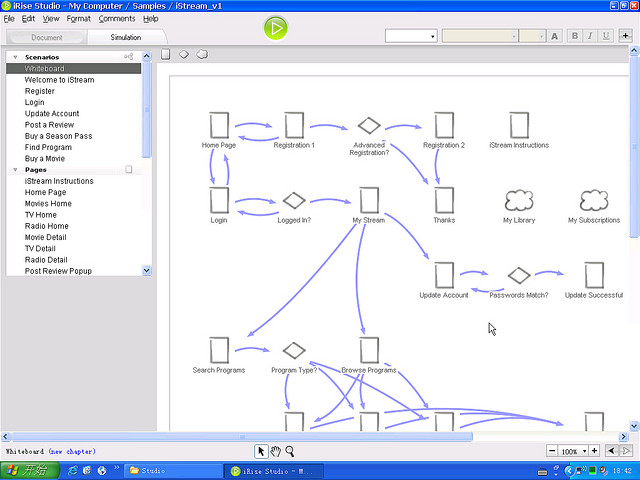 iRise Studio - My Computer / Samples / iStream_v1
File Edit View Format Comments Help
Document Simulation
A B I U
Scenarios
Whiteboard
Welcome to iStream
Register
Login
Update Account
Post a Review
Buy a Season Pass
Find Program
Buy a Movie
Pages
iStream Instructions
Home Page
Movies Home
TV Home
Radio Home
Movie Detail
TV Detail
Radio Detail
Post Review Popup
Home Page Registration 1 Advanced Registration? Registration 2 iStream Instructions
Login Logged In? My Stream Thanks My Library My Subscriptions
Update Account Passwords Match? Update Successful
Search Programs Program Type? Browse Programs
Whiteboard (new chapter) 100%
开始 Studio iRise Studio - M... 18:42